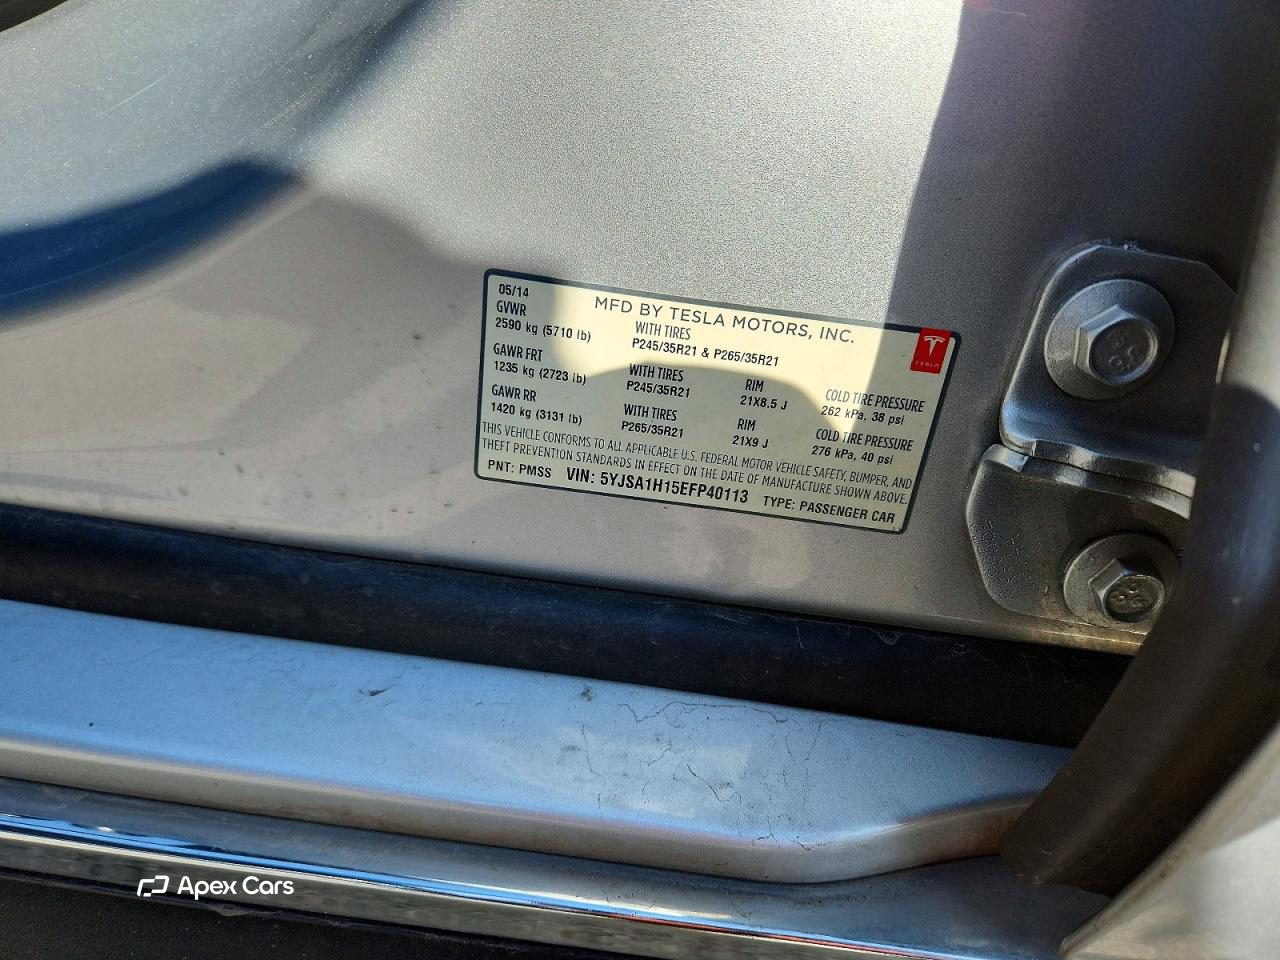 05/14
MFD BY TESLA MOTORS, INC.
GVWR
2590 kg (5710 lb)
WITH TIRES
P245/35R21 & P265/35R21
TESLA
GAWR FRT
1235 kg (2723 lb)
WITH TIRES
P245/35R21
RIM
21X8.5 J
COLD TIRE PRESSURE
262 kPa, 38 psi
GAWR RR
1420 kg (3131 lb)
WITH TIRES
P265/35R21
RIM
21X9 J
COLD TIRE PRESSURE
276 kPa, 40 psi
THIS VEHICLE CONFORMS TO ALL APPLICABLE U.S. FEDERAL MOTOR VEHICLE SAFETY, BUMPER, AND
THEFT PREVENTION STANDARDS IN EFFECT ON THE DATE OF MANUFACTURE SHOWN ABOVE.
PNT: PMSS VIN: 5YJSA1H15EFP40113 TYPE: PASSENGER CAR
Apex Cars